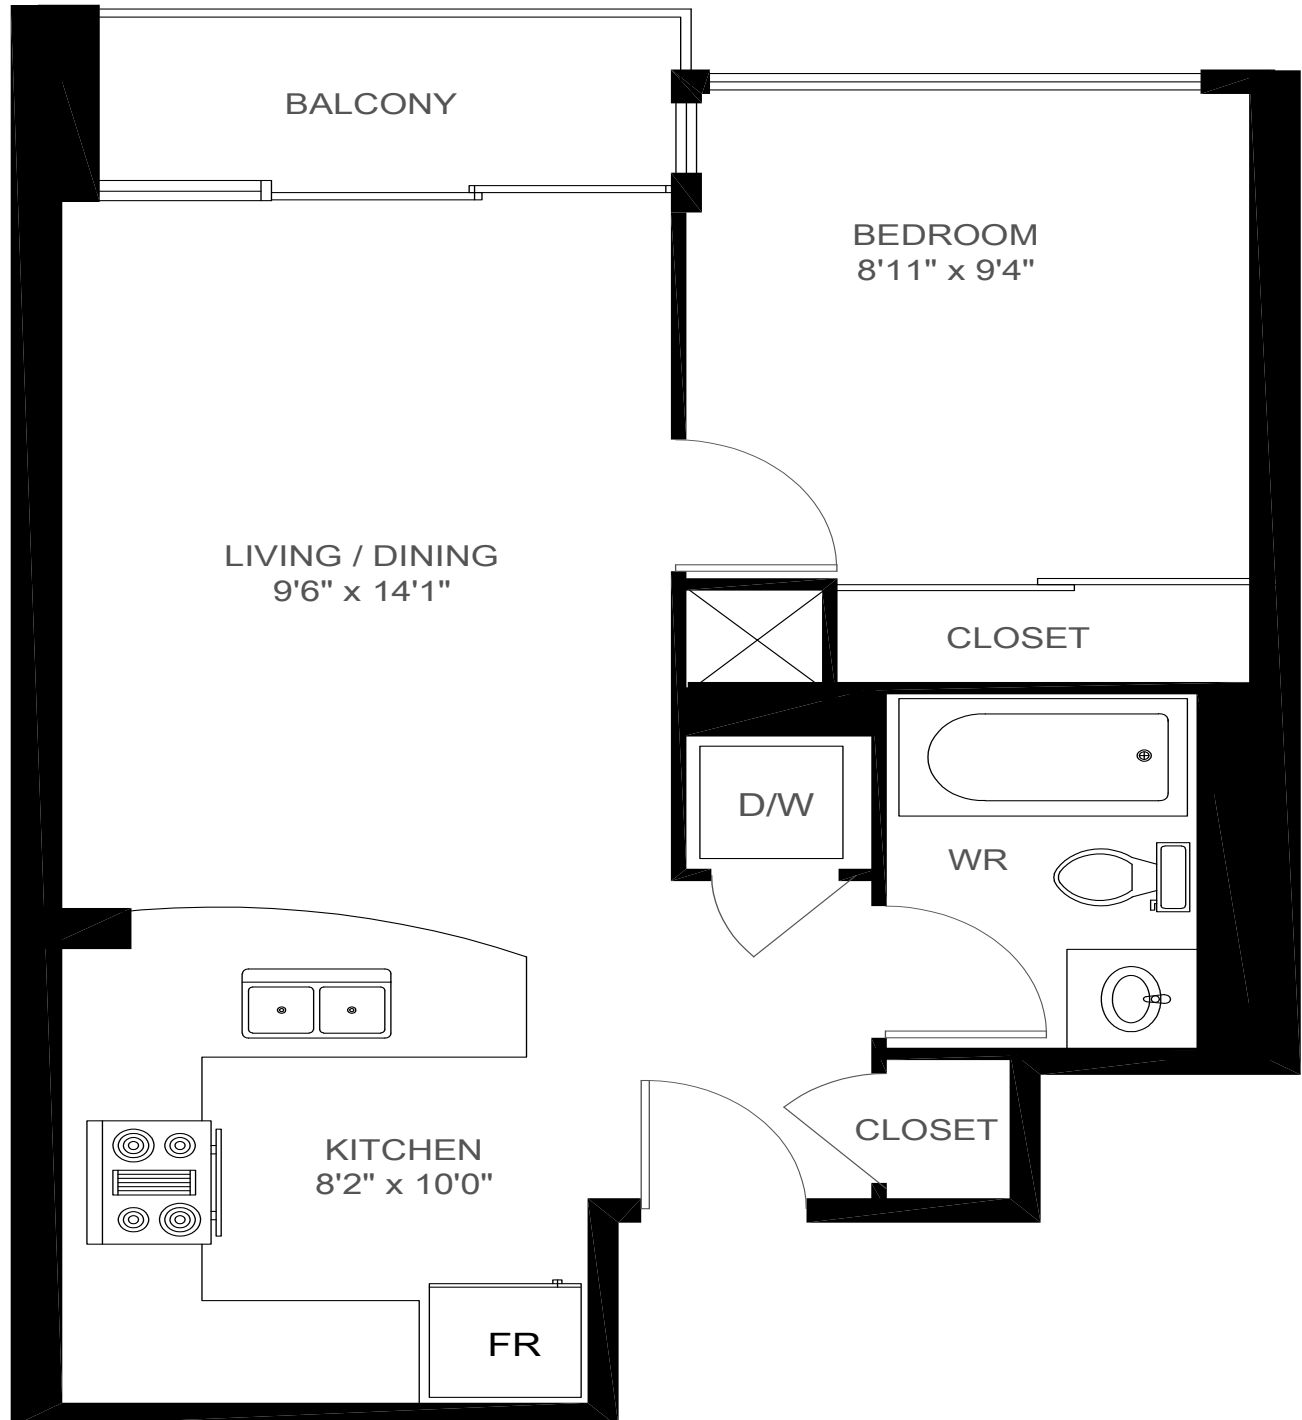 BALCONY
BEDROOM
8'11" x 9'4"
LIVING / DINING
9'6" x 14'1"
CLOSET
D/W
WR
CLOSET
KITCHEN
8'2" x 10'0"
FR